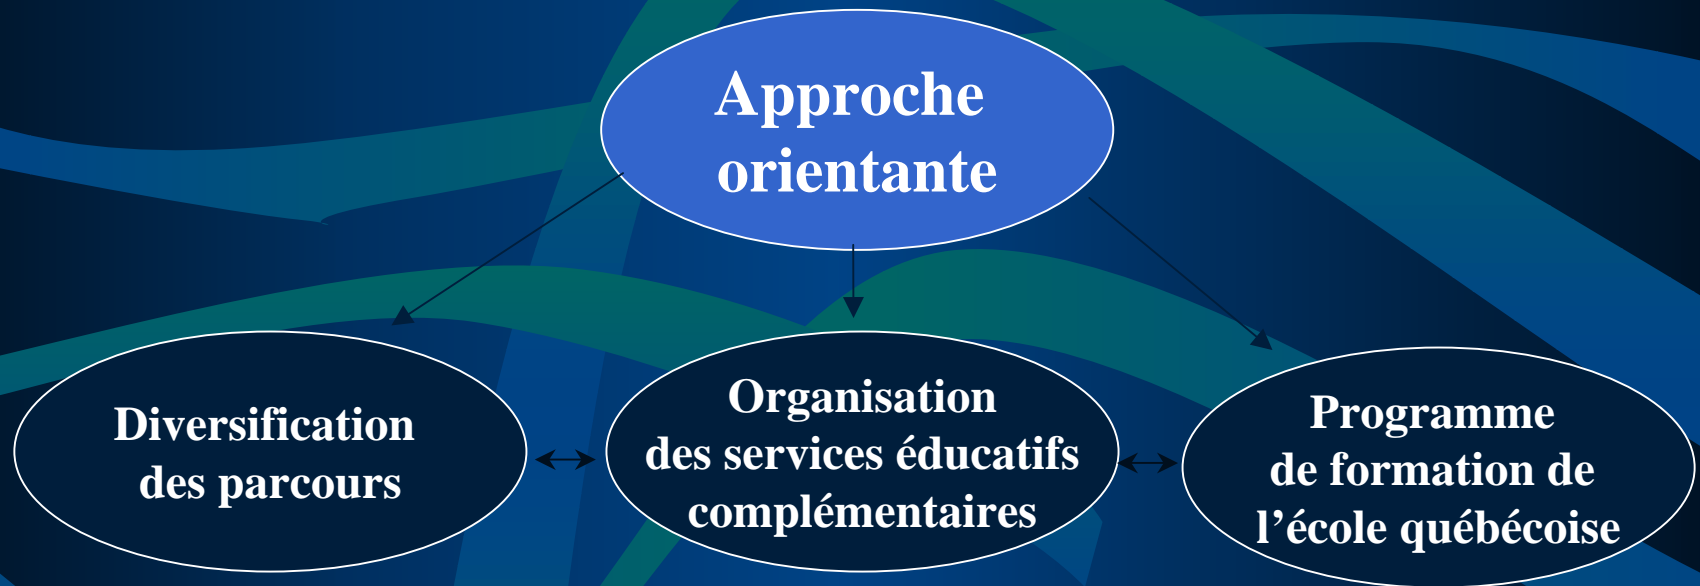 Approche
orientante
Diversification
des parcours
Organisation
des services éducatifs
complémentaires
Programme
de formation de
l’école québécoise